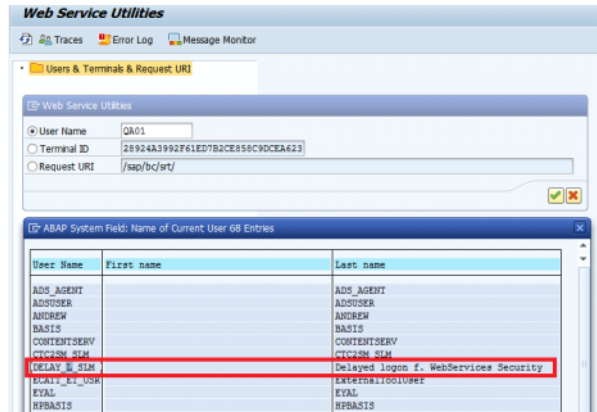 Web Service Utilities
Traces Error Log Message Monitor
Users & Terminals & Request URI
Web Service Utilities
User Name QA01
Terminal ID 28924A3992F61ED7B2CE858C9DCEA623
Request URI /sap/bc/srt/
ABAP System Field: Name of Current User 68 Entries
User Name First name Last name
ADS_AGENT ADS_AGENT
ADSUSER ADSUSER
ANDREW ANDREW
BASIS BASIS
CONTENTSERV CONTENTSERV
CTC2SM_SLM CTC2SM_SLM
DELAY_L_SLM Delayed logon f. WebServices Security
ECATT_ET_USR ExternalToolUser
EYAL EYAL
HPBASIS HPBASIS